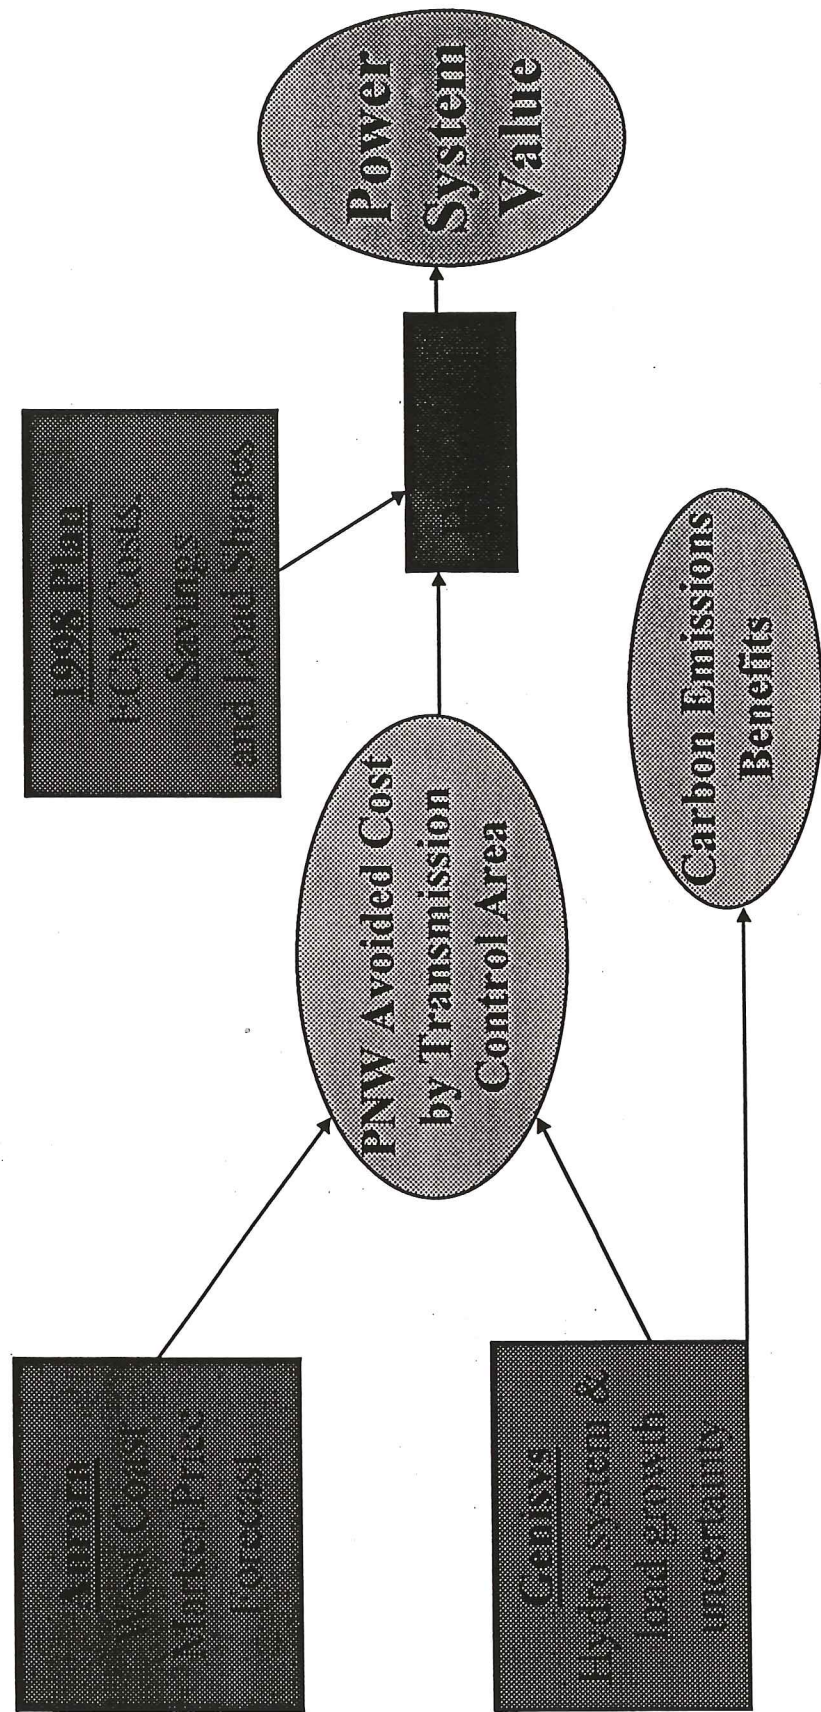 Aurora
West Coast
Market Price
Forecast
1998 Plan
ECM Costs,
Savings
and Load Shapes
PNW Avoided Cost
by Transmission
Control Area
Power
System
Value
Genisys
Hydro system &
load growth
uncertainty
Carbon Emissions
Benefits